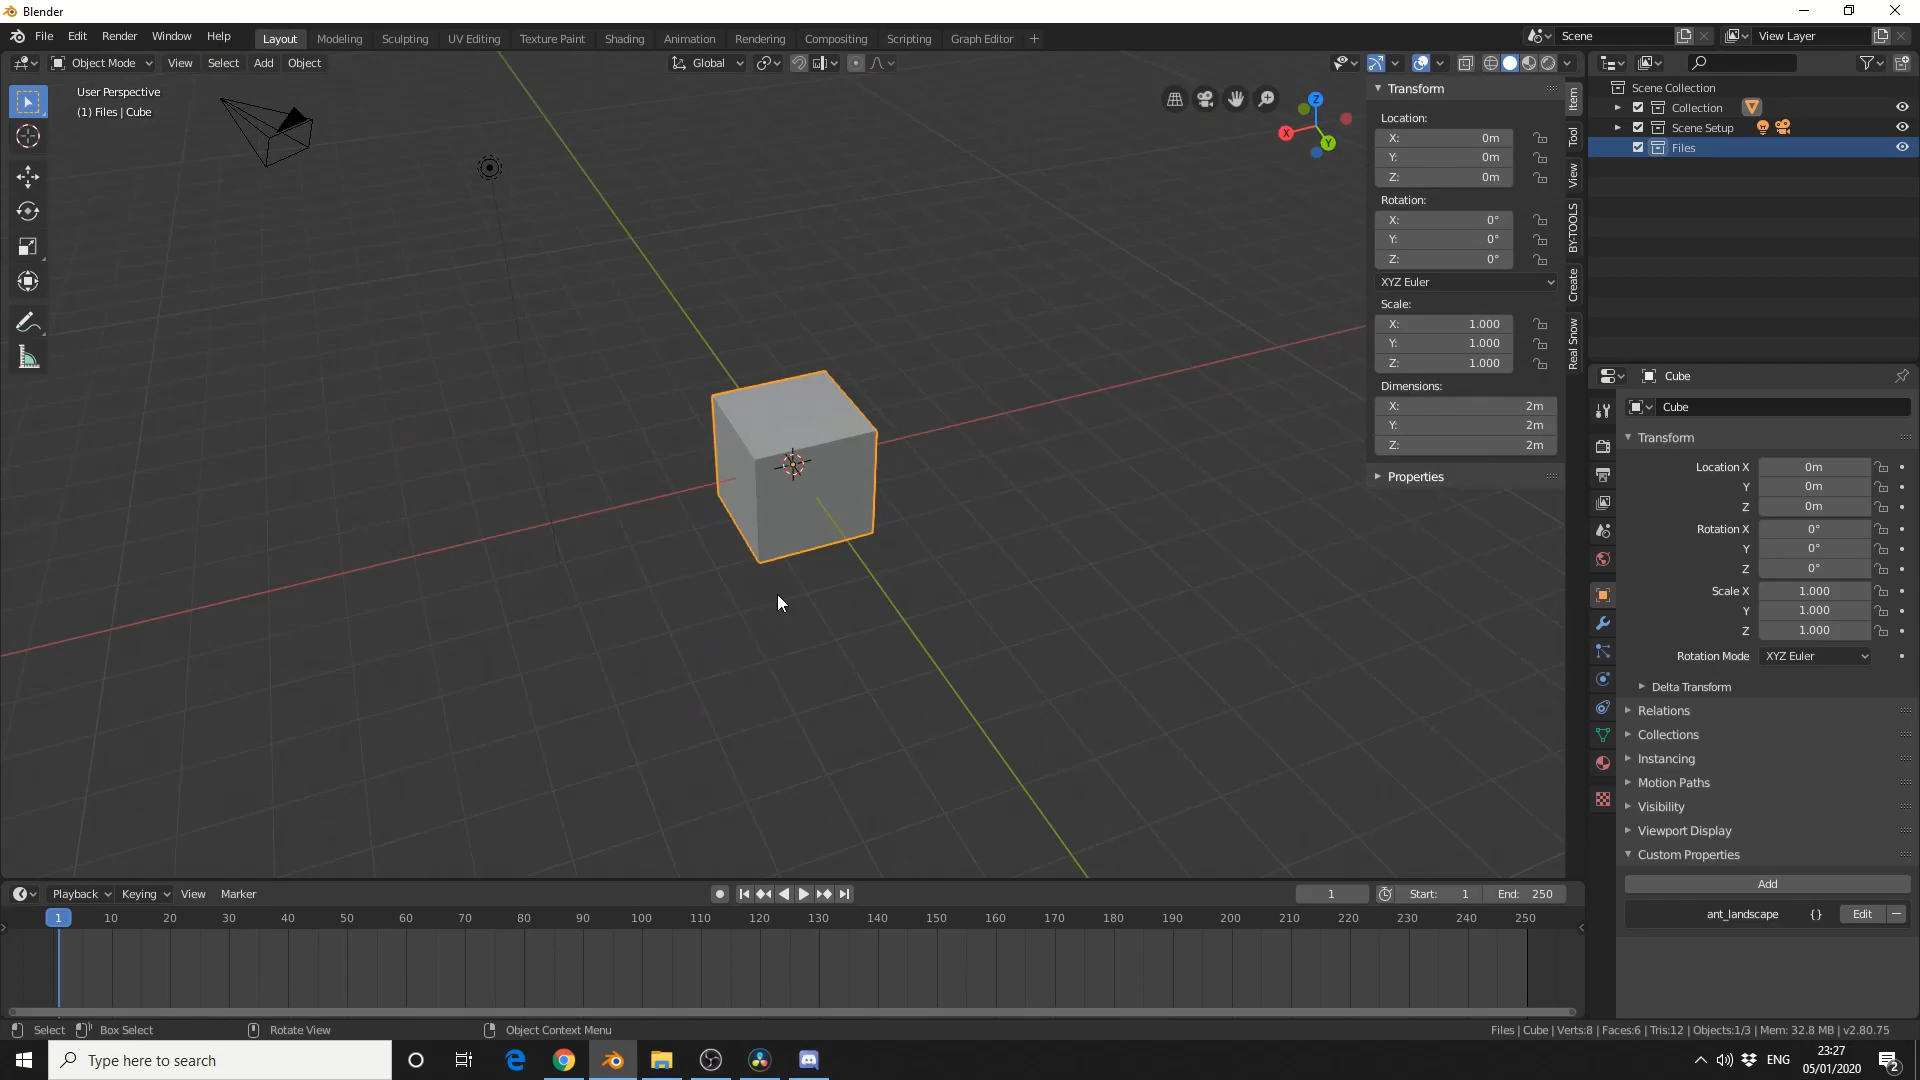 Blender
File Edit Render Window Help
Layout Modeling Sculpting UV Editing Texture Paint Shading Animation Rendering Compositing Scripting Graph Editor +
Scene
View Layer
Object Mode View Select Add Object
Global
User Perspective
(1) Files | Cube
Z
X
Y
Transform
Location:
X: 0m
Y: 0m
Z: 0m
Rotation:
X: 0°
Y: 0°
Z: 0°
XYZ Euler
Scale:
X: 1.000
Y: 1.000
Z: 1.000
Dimensions:
X: 2m
Y: 2m
Z: 2m
Properties
Item
Tool
View
BY-TOOLS
Create
Real Snow
Scene Collection
Collection
Scene Setup
Files
Cube
Cube
Transform
Location X 0m
Y 0m
Z 0m
Rotation X 0°
Y 0°
Z 0°
Scale X 1.000
Y 1.000
Z 1.000
Rotation Mode XYZ Euler
Delta Transform
Relations
Collections
Instancing
Motion Paths
Visibility
Viewport Display
Custom Properties
Add
ant_landscape {} Edit
Playback Keying View Marker
1 Start: 1 End: 250
1 10 20 30 40 50 60 70 80 90 100 110 120 130 140 150 160 170 180 190 200 210 220 230 240 250
Select Box Select Rotate View Object Context Menu
Files | Cube | Verts:8 | Faces:6 | Tris:12 | Objects:1/3 | Mem: 32.8 MB | v2.80.75
Type here to search
ENG
23:27
05/01/2020
2